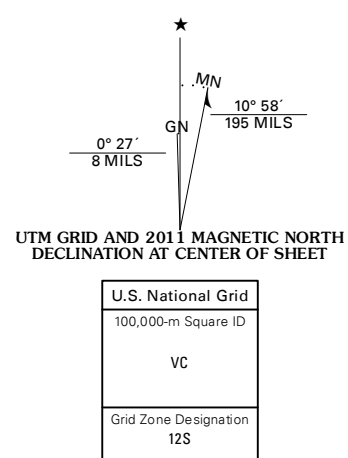 ★
MN
GN
10° 58´
195 MILS
0° 27´
8 MILS
UTM GRID AND 2011 MAGNETIC NORTH
DECLINATION AT CENTER OF SHEET
U.S. National Grid
100,000-m Square ID
VC
Grid Zone Designation
12S